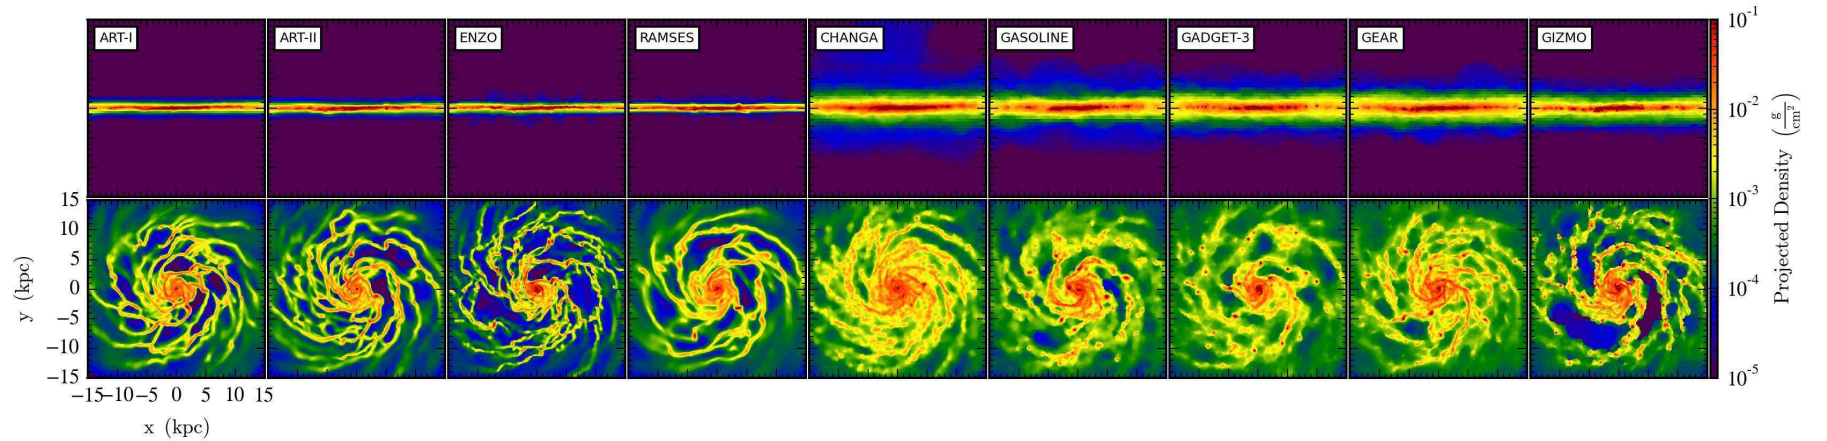 ART-I ART-II ENZO RAMSES CHANGA GASOLINE GADGET-3 GEAR GIZMO
10⁻¹
10⁻²
10⁻³
10⁻⁴
10⁻⁵
Projected Density (g/cm²)
15
10
5
0
−5
−10
−15
y (kpc)
−15 −10 −5 0 5 10 15
x (kpc)